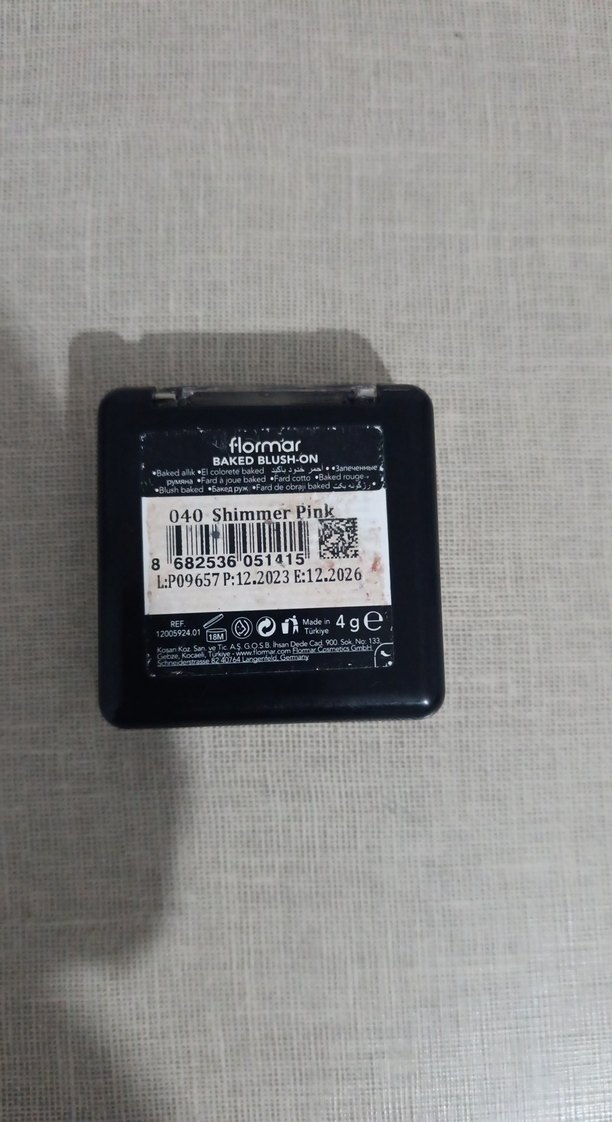 flormar
BAKED BLUSH-ON
•Baked allık •El colorete baked احمر خدود باكيد • •Запеченные
румяна •Fard à joue baked •Fard cotto •Baked rouge
•Blush baked •Бакед руж •Fard de obraji baked رژگونه بکت •
040 Shimmer Pink
8 682536 051415
L:P09657 P:12.2023 E:12.2026
REF.
12005924.01
18M
Made in
Türkiye
4 g ℮
Kosan Koz. San. ve Tic. A.Ş. G.O.S.B. İhsan Dede Cad. 900. Sok. No: 133
Gebze, Kocaeli, Türkiye - www.flormar.com Flormar Cosmetics GmbH
Schneiderstrasse 82 40764 Langenfeld, Germany